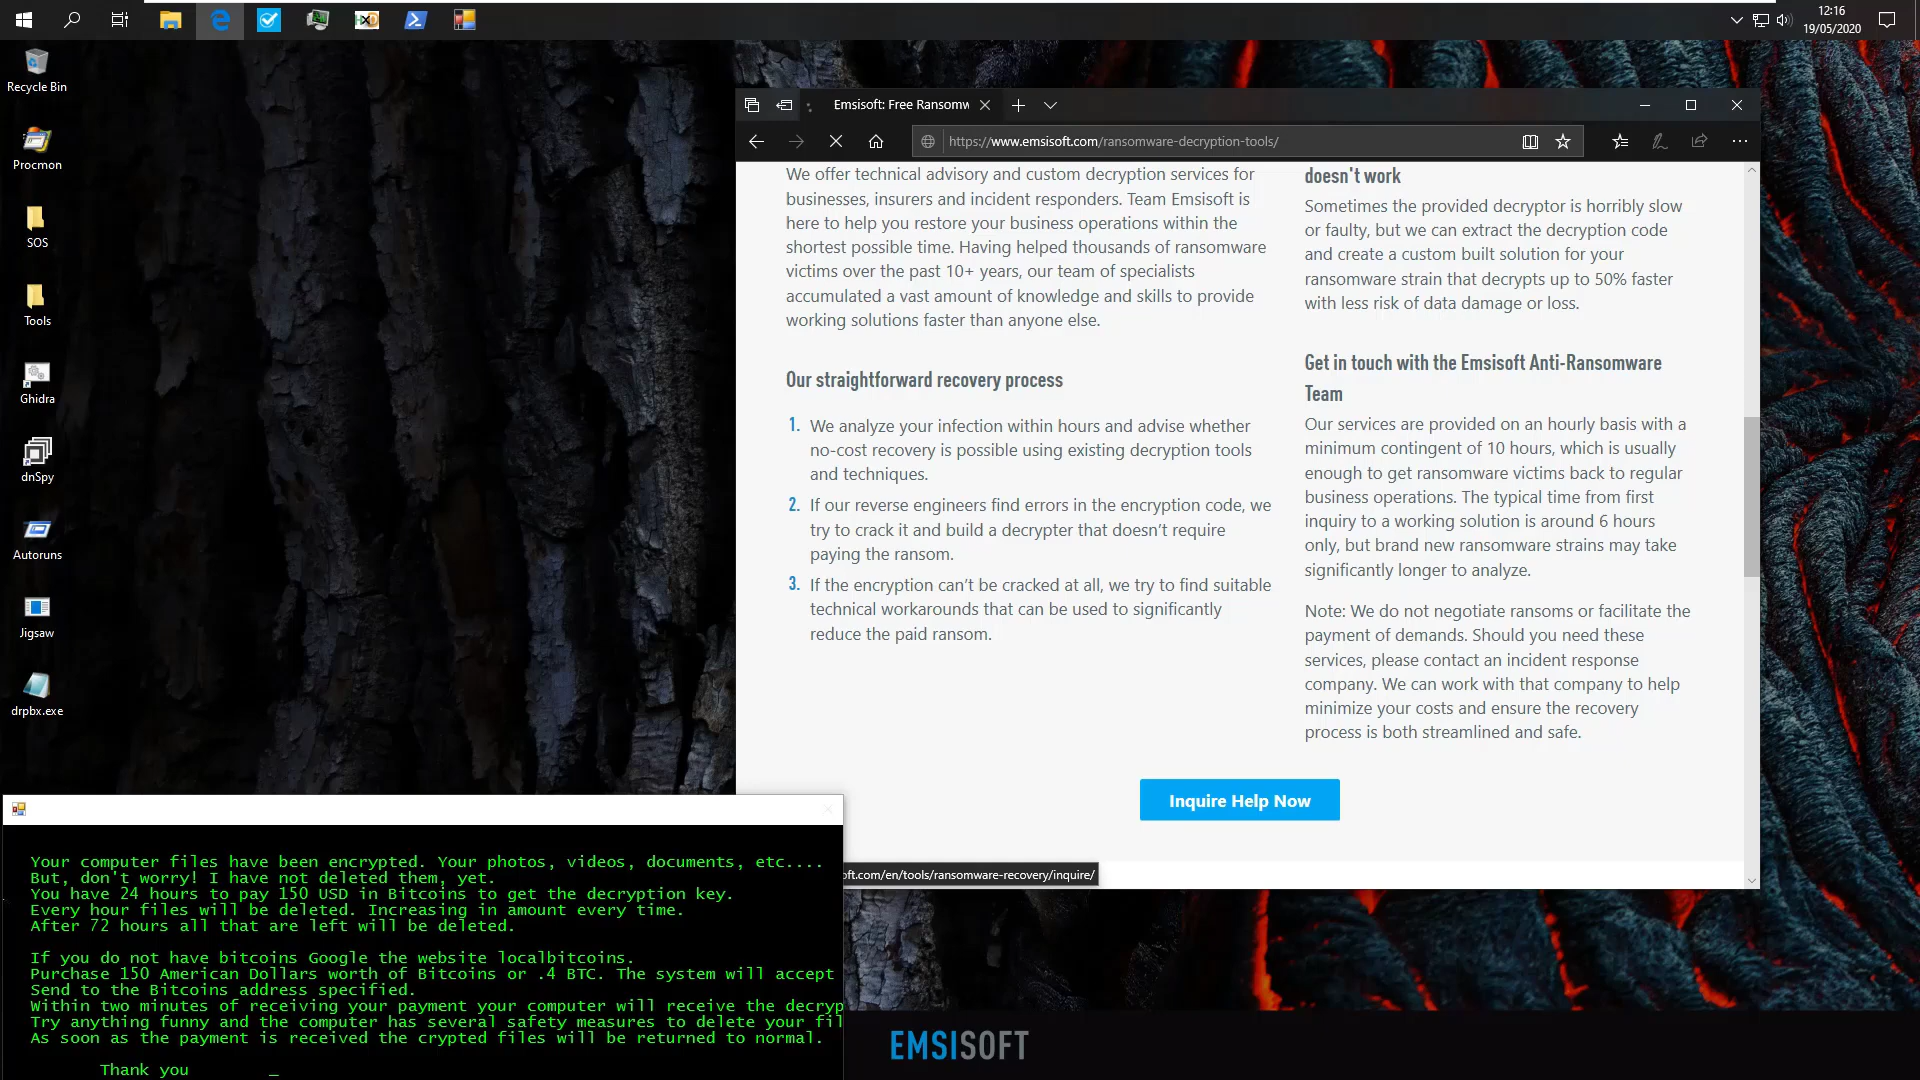 12:16
19/05/2020
Recycle Bin
Procmon
SOS
Tools
Ghidra
dnSpy
Autoruns
Jigsaw
drpbx.exe
Emsisoft: Free Ransomw
https://www.emsisoft.com/ransomware-decryption-tools/
We offer technical advisory and custom decryption services for
businesses, insurers and incident responders. Team Emsisoft is
here to help you restore your business operations within the
shortest possible time. Having helped thousands of ransomware
victims over the past 10+ years, our team of specialists
accumulated a vast amount of knowledge and skills to provide
working solutions faster than anyone else.
Our straightforward recovery process
1. We analyze your infection within hours and advise whether
no-cost recovery is possible using existing decryption tools
and techniques.
2. If our reverse engineers find errors in the encryption code, we
try to crack it and build a decrypter that doesn’t require
paying the ransom.
3. If the encryption can’t be cracked at all, we try to find suitable
technical workarounds that can be used to significantly
reduce the paid ransom.
doesn't work
Sometimes the provided decryptor is horribly slow
or faulty, but we can extract the decryption code
and create a custom built solution for your
ransomware strain that decrypts up to 50% faster
with less risk of data damage or loss.
Get in touch with the Emsisoft Anti-Ransomware
Team
Our services are provided on an hourly basis with a
minimum contingent of 10 hours, which is usually
enough to get ransomware victims back to regular
business operations. The typical time from first
inquiry to a working solution is around 6 hours
only, but brand new ransomware strains may take
significantly longer to analyze.
Note: We do not negotiate ransoms or facilitate the
payment of demands. Should you need these
services, please contact an incident response
company. We can work with that company to help
minimize your costs and ensure the recovery
process is both streamlined and safe.
Inquire Help Now
oft.com/en/tools/ransomware-recovery/inquire/
Your computer files have been encrypted. Your photos, videos, documents, etc....
But, don't worry! I have not deleted them, yet.
You have 24 hours to pay 150 USD in Bitcoins to get the decryption key.
Every hour files will be deleted. Increasing in amount every time.
After 72 hours all that are left will be deleted.
If you do not have bitcoins Google the website localbitcoins.
Purchase 150 American Dollars worth of Bitcoins or .4 BTC. The system will accept
Send to the Bitcoins address specified.
Within two minutes of receiving your payment your computer will receive the decryp
Try anything funny and the computer has several safety measures to delete your fil
As soon as the payment is received the crypted files will be returned to normal.
Thank you _
EMSISOFT